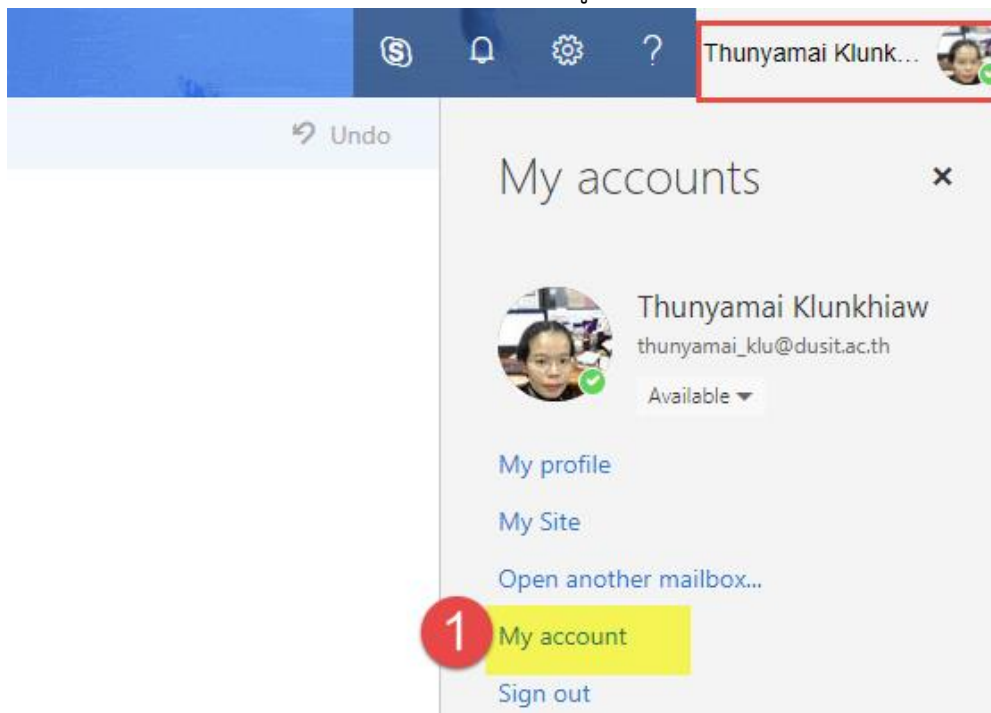 Thunyamai Klunk...
Undo
My accounts
Thunyamai Klunkhiaw
thunyamai_klu@dusit.ac.th
Available
My profile
My Site
Open another mailbox...
1 My account
Sign out